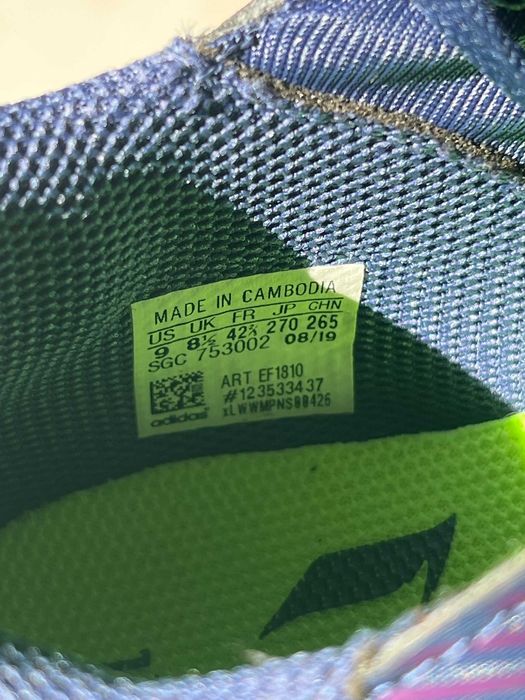 MADE IN CAMBODIA
US UK FR JP CHN
9 8½ 42⅔ 270 265
SGC 753002 08/19
ART EF1810
#123533437
xLWWMPNS00426
adidas